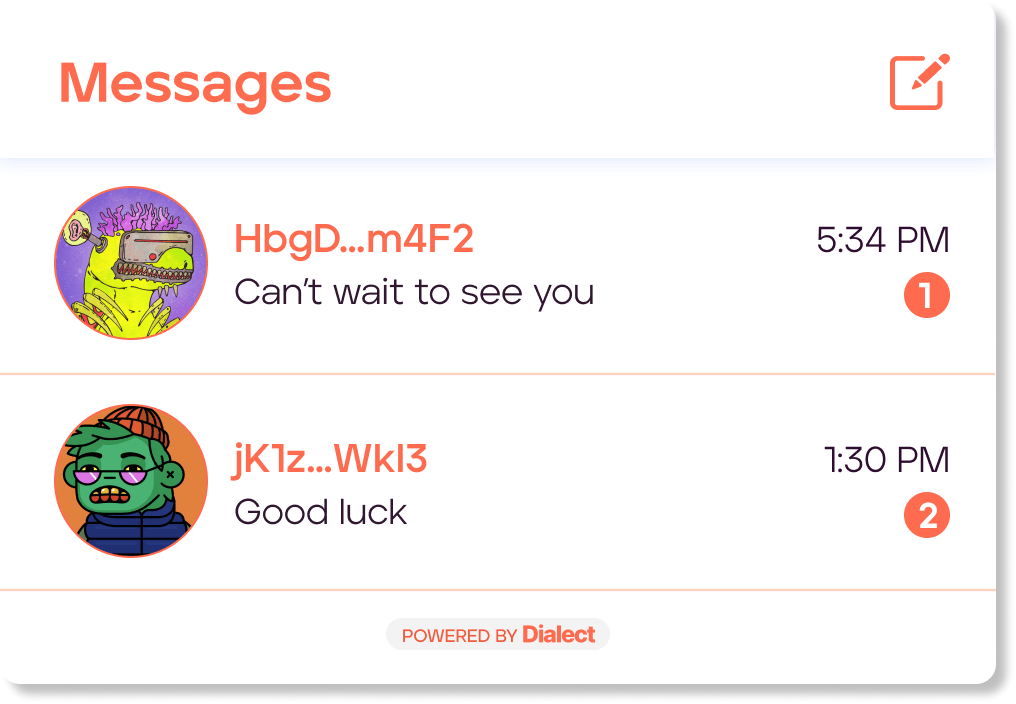 Messages
HbgD...m4F2
5:34 PM
Can't wait to see you
1
jK1z...WkI3
1:30 PM
Good luck
2
POWERED BY Dialect